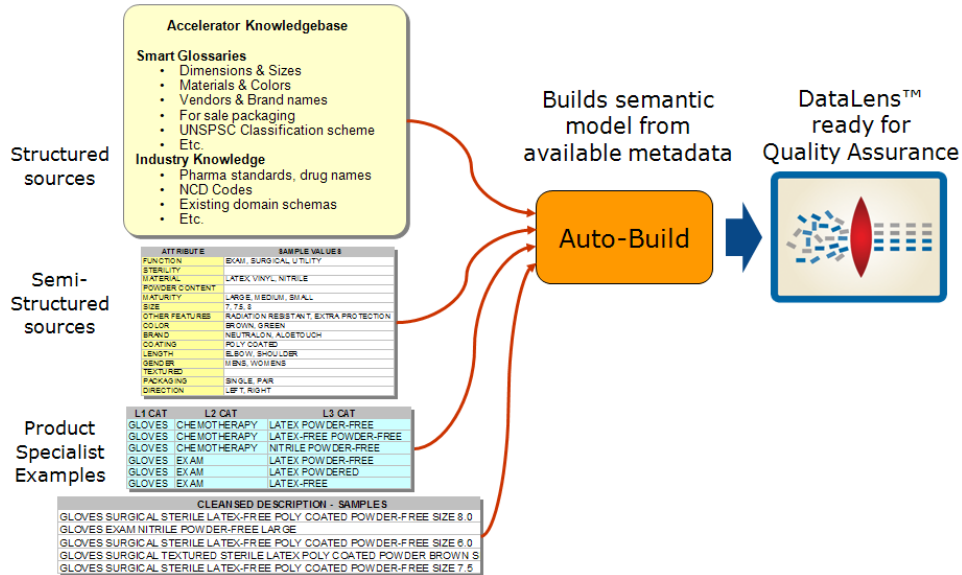 Accelerator Knowledgebase
Smart Glossaries
• Dimensions & Sizes
• Materials & Colors
• Vendors & Brand names
• For sale packaging
• UNSPSC Classification scheme
• Etc.
Industry Knowledge
• Pharma standards, drug names
• NCD Codes
• Existing domain schemas
• Etc.
Structured
sources
Builds semantic
model from
available metadata
DataLens™
ready for
Quality Assurance
Auto-Build
Semi-
Structured
sources
ATTRIBUTE SAMPLE VALUES
FUNCTION EXAM, SURGICAL, UTILITY
STERILITY
MATERIAL LATEX, VINYL, NITRILE
POWDER CONTENT
MATURITY LARGE, MEDIUM, SMALL
SIZE 7, 7.5, 8
OTHER FEATURES RADIATION RESISTANT, EXTRA PROTECTION
COLOR BROWN, GREEN
BRAND NEUTRALON, ALOETOUCH
COATING POLY COATED
LENGTH ELBOW, SHOULDER
GENDER MENS, WOMENS
TEXTURED
PACKAGING SINGLE, PAIR
DIRECTION LEFT, RIGHT
Product
Specialist
Examples
L1 CAT L2 CAT L3 CAT
GLOVES CHEMOTHERAPY LATEX POWDER-FREE
GLOVES CHEMOTHERAPY LATEX-FREE POWDER-FREE
GLOVES CHEMOTHERAPY NITRILE POWDER-FREE
GLOVES EXAM LATEX POWDER-FREE
GLOVES EXAM LATEX POWDERED
GLOVES EXAM LATEX-FREE
CLEANSED DESCRIPTION - SAMPLES
GLOVES SURGICAL STERILE LATEX-FREE POLY COATED POWDER-FREE SIZE 8.0
GLOVES EXAM NITRILE POWDER-FREE LARGE
GLOVES SURGICAL STERILE LATEX-FREE POLY COATED POWDER-FREE SIZE 6.0
GLOVES SURGICAL TEXTURED STERILE LATEX POLY COATED POWDER BROWN S
GLOVES SURGICAL STERILE LATEX-FREE POLY COATED POWDER-FREE SIZE 7.5